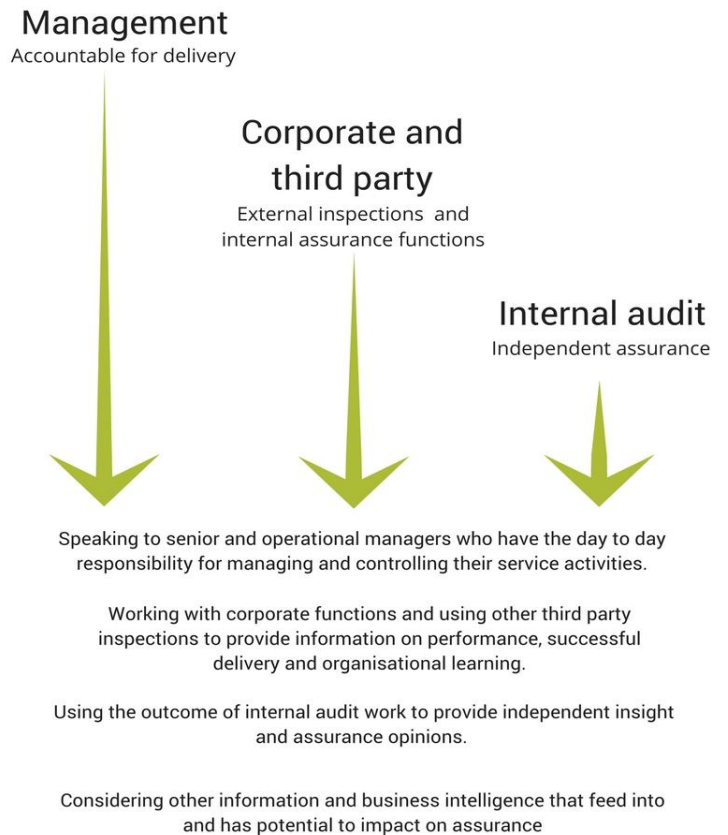 Management
Accountable for delivery
Corporate and
third party
External inspections and
internal assurance functions
Internal audit
Independent assurance
Speaking to senior and operational managers who have the day to day
responsibility for managing and controlling their service activities.
Working with corporate functions and using other third party
inspections to provide information on performance, successful
delivery and organisational learning.
Using the outcome of internal audit work to provide independent insight
and assurance opinions.
Considering other information and business intelligence that feed into
and has potential to impact on assurance